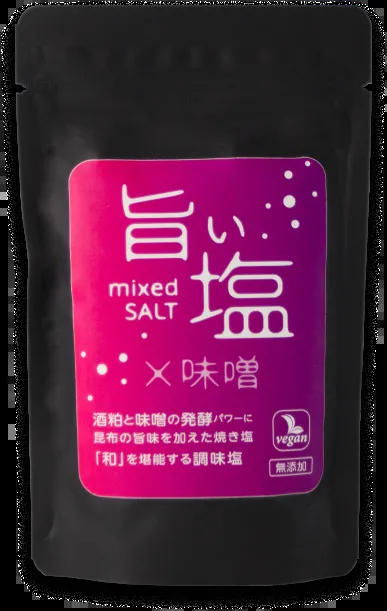 旨い
mixed
SALT
塩
×味噌
酒粕と味噌の発酵パワーに
昆布の旨味を加えた焼き塩
「和」を堪能する調味塩
vegan
無添加